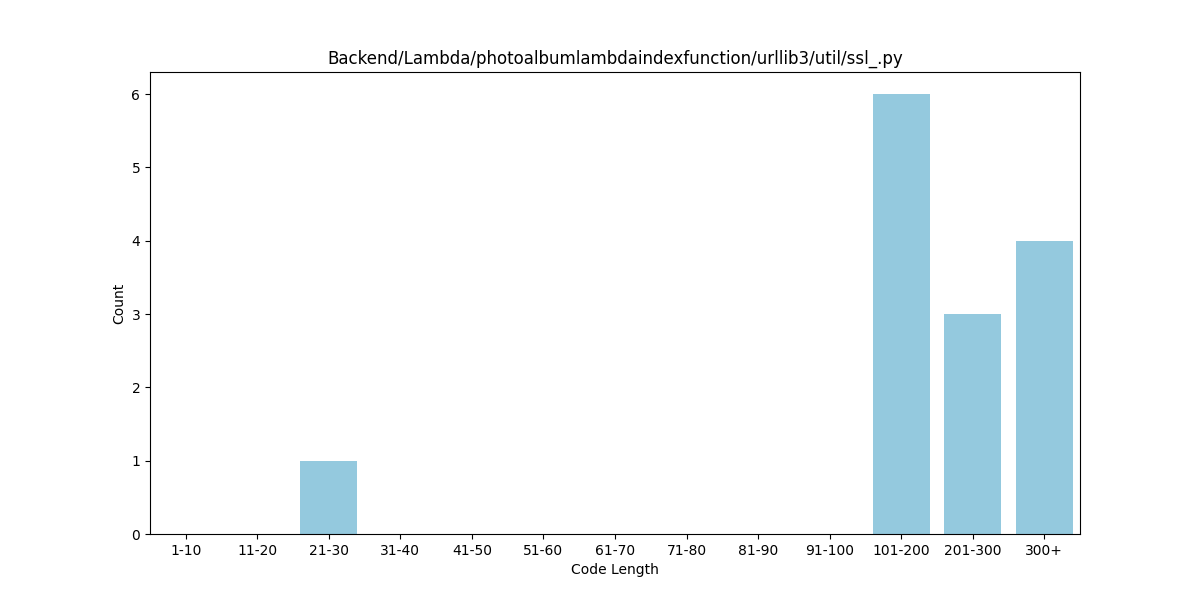 Backend/Lambda/photoalbumlambdaindexfunction/urllib3/util/ssl_.py
6
5
4
3
2
1
0
Count
1-10 11-20 21-30 31-40 41-50 51-60 61-70 71-80 81-90 91-100 101-200 201-300 300+
Code Length